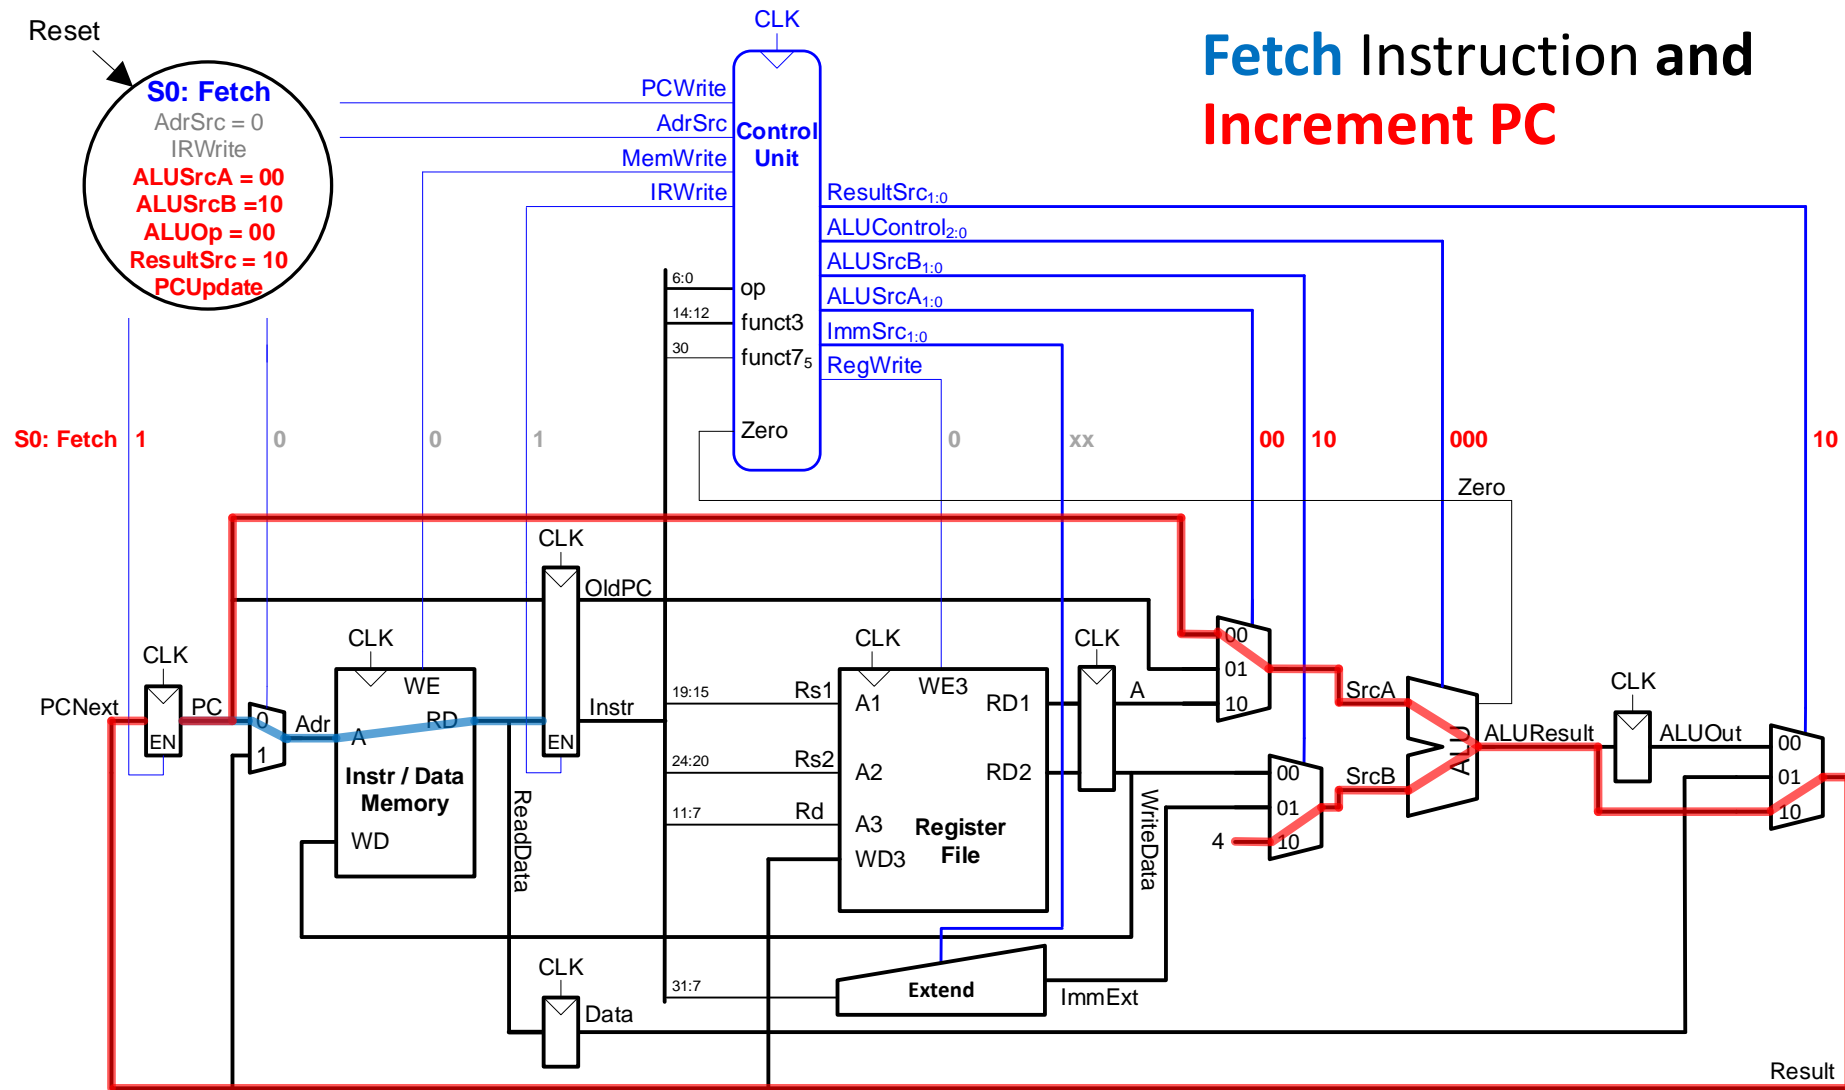 Reset
CLK
Fetch Instruction and
Increment PC
S0: Fetch
AdrSrc = 0
IRWrite
ALUSrcA = 00
ALUSrcB =10
ALUOp = 00
ResultSrc = 10
PCUpdate
PCWrite
AdrSrc
MemWrite
IRWrite
Control
Unit
ResultSrc1:0
ALUControl2:0
ALUSrcB1:0
ALUSrcA1:0
ImmSrc1:0
RegWrite
6:0
op
14:12
funct3
30
funct75
Zero
S0: Fetch 1 0 0 1 0 xx 00 10 000 10
Zero
CLK
OldPC
CLK
PCNext
EN
PC
0
1
Adr
CLK
WE
A
RD
Instr / Data
Memory
WD
ReadData
EN
Instr
19:15
Rs1
24:20
Rs2
11:7
Rd
31:7
CLK
A1
WE3
RD1
A2
RD2
A3
Register
File
WD3
CLK
A
WriteData
00
01
10
00
01
10
4
SrcA
SrcB
ALU
ALUResult
CLK
ALUOut
00
01
10
Extend
ImmExt
CLK
Data
Result